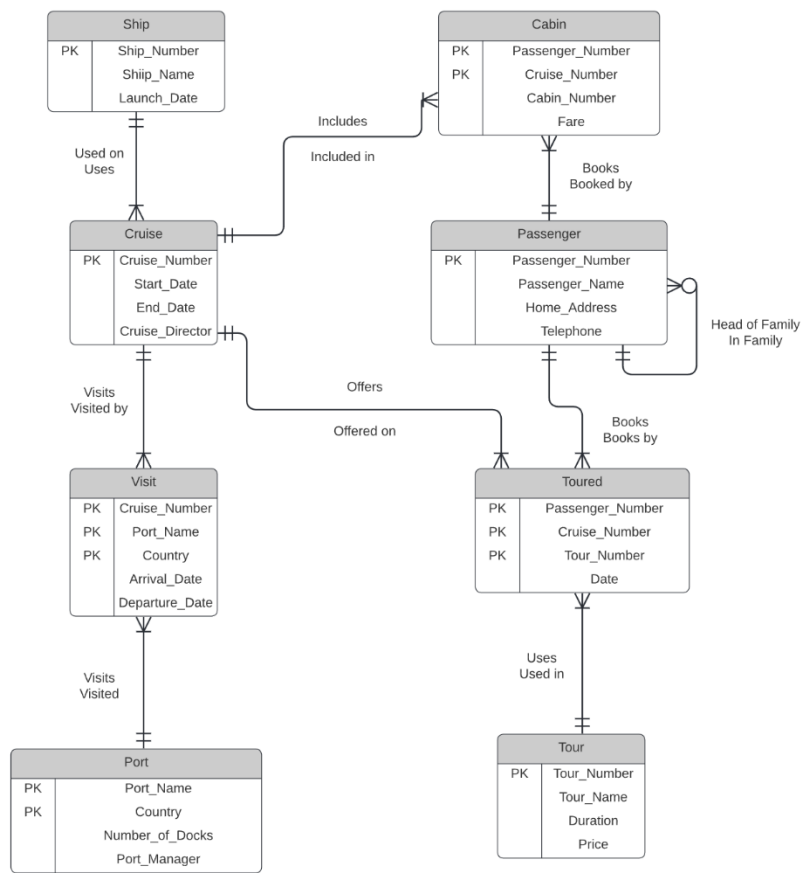 Ship
PK Ship_Number
Shiip_Name
Launch_Date
Cabin
PK Passenger_Number
PK Cruise_Number
Cabin_Number
Fare
Used on
Uses
Includes
Included in
Books
Booked by
Cruise
PK Cruise_Number
Start_Date
End_Date
Cruise_Director
Passenger
PK Passenger_Number
Passenger_Name
Home_Address
Telephone
Head of Family
In Family
Visits
Visited by
Offers
Offered on
Books
Books by
Visit
PK Cruise_Number
PK Port_Name
PK Country
Arrival_Date
Departure_Date
Toured
PK Passenger_Number
PK Cruise_Number
PK Tour_Number
Date
Visits
Visited
Uses
Used in
Port
PK Port_Name
PK Country
Number_of_Docks
Port_Manager
Tour
PK Tour_Number
Tour_Name
Duration
Price